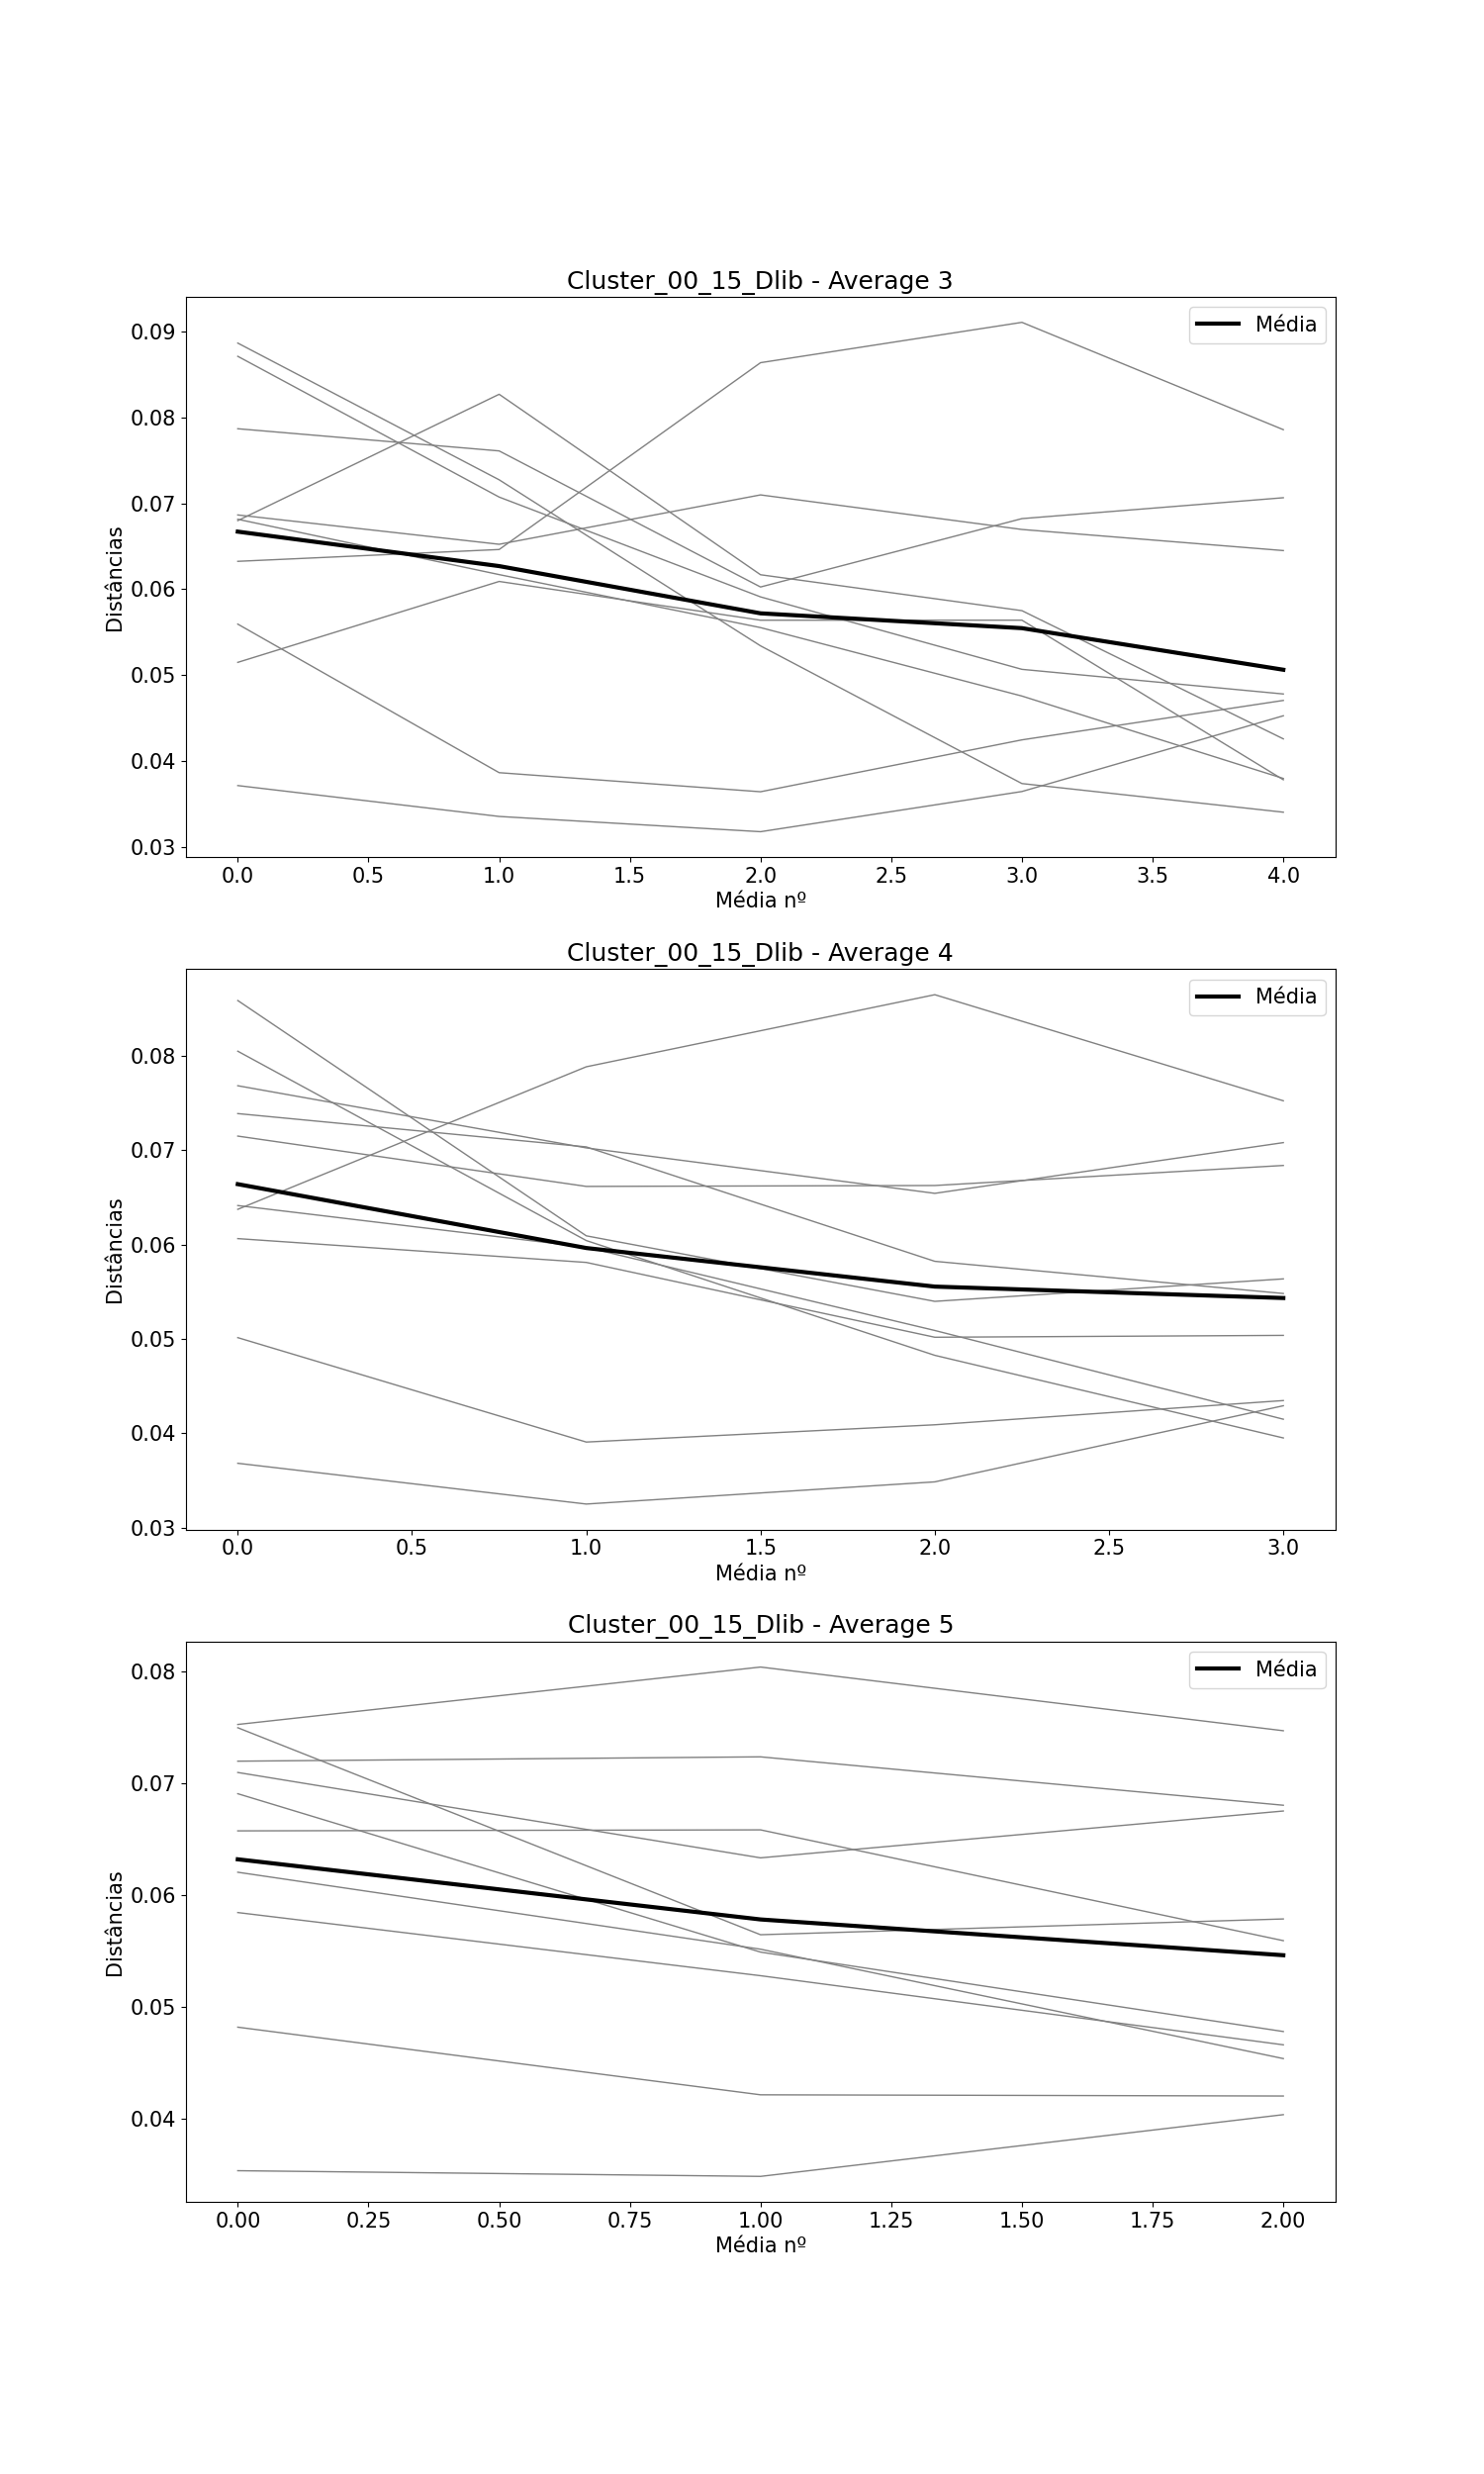 Cluster_00_15_Dlib - Average 3
Média
0.09
0.08
0.07
0.06
0.05
0.04
0.03
Distâncias
0.0 0.5 1.0 1.5 2.0 2.5 3.0 3.5 4.0
Média nº
Cluster_00_15_Dlib - Average 4
Média
0.08
0.07
0.06
0.05
0.04
0.03
Distâncias
0.0 0.5 1.0 1.5 2.0 2.5 3.0
Média nº
Cluster_00_15_Dlib - Average 5
Média
0.08
0.07
0.06
0.05
0.04
Distâncias
0.00 0.25 0.50 0.75 1.00 1.25 1.50 1.75 2.00
Média nº